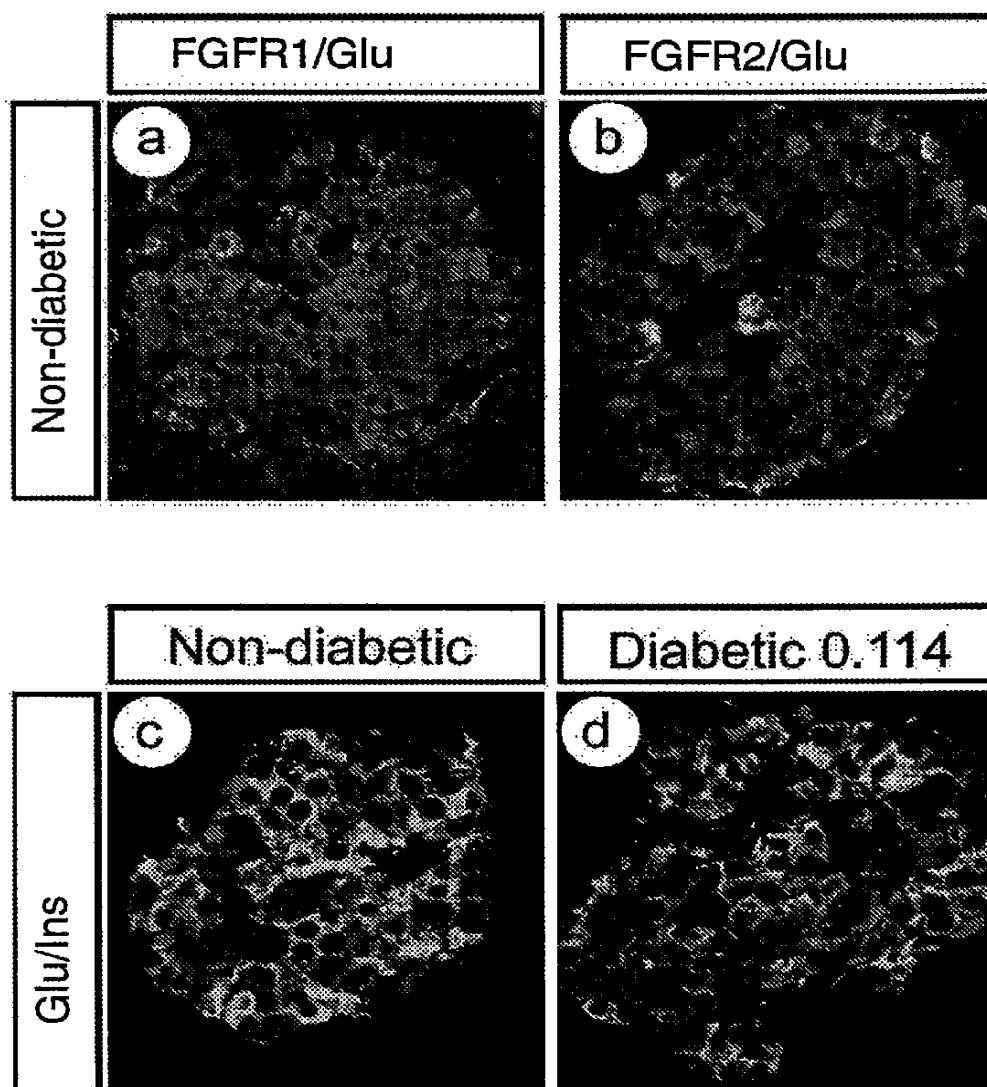 FGFR1/Glu
FGFR2/Glu
Non-diabetic
a
b
Non-diabetic
Diabetic 0.114
Glu/Ins
c
d